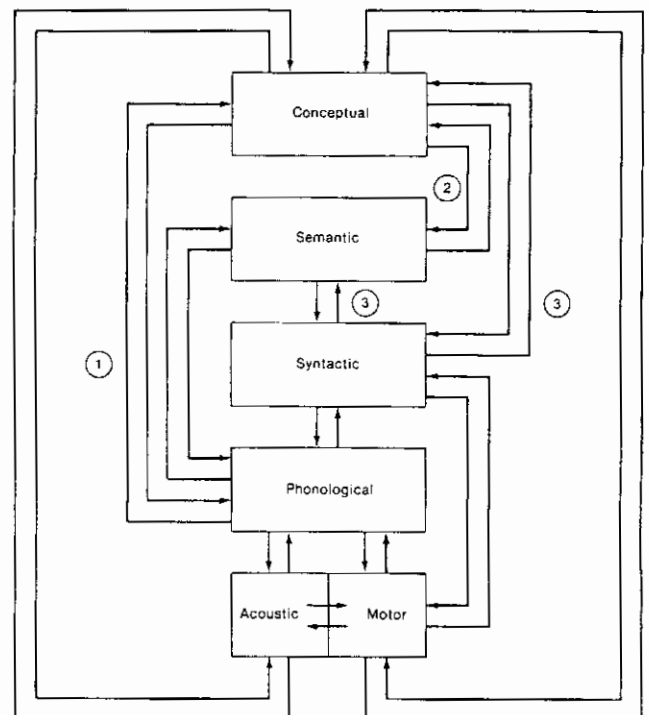 Conceptual
2
Semantic
3
3
Syntactic
1
Phonological
Acoustic
Motor